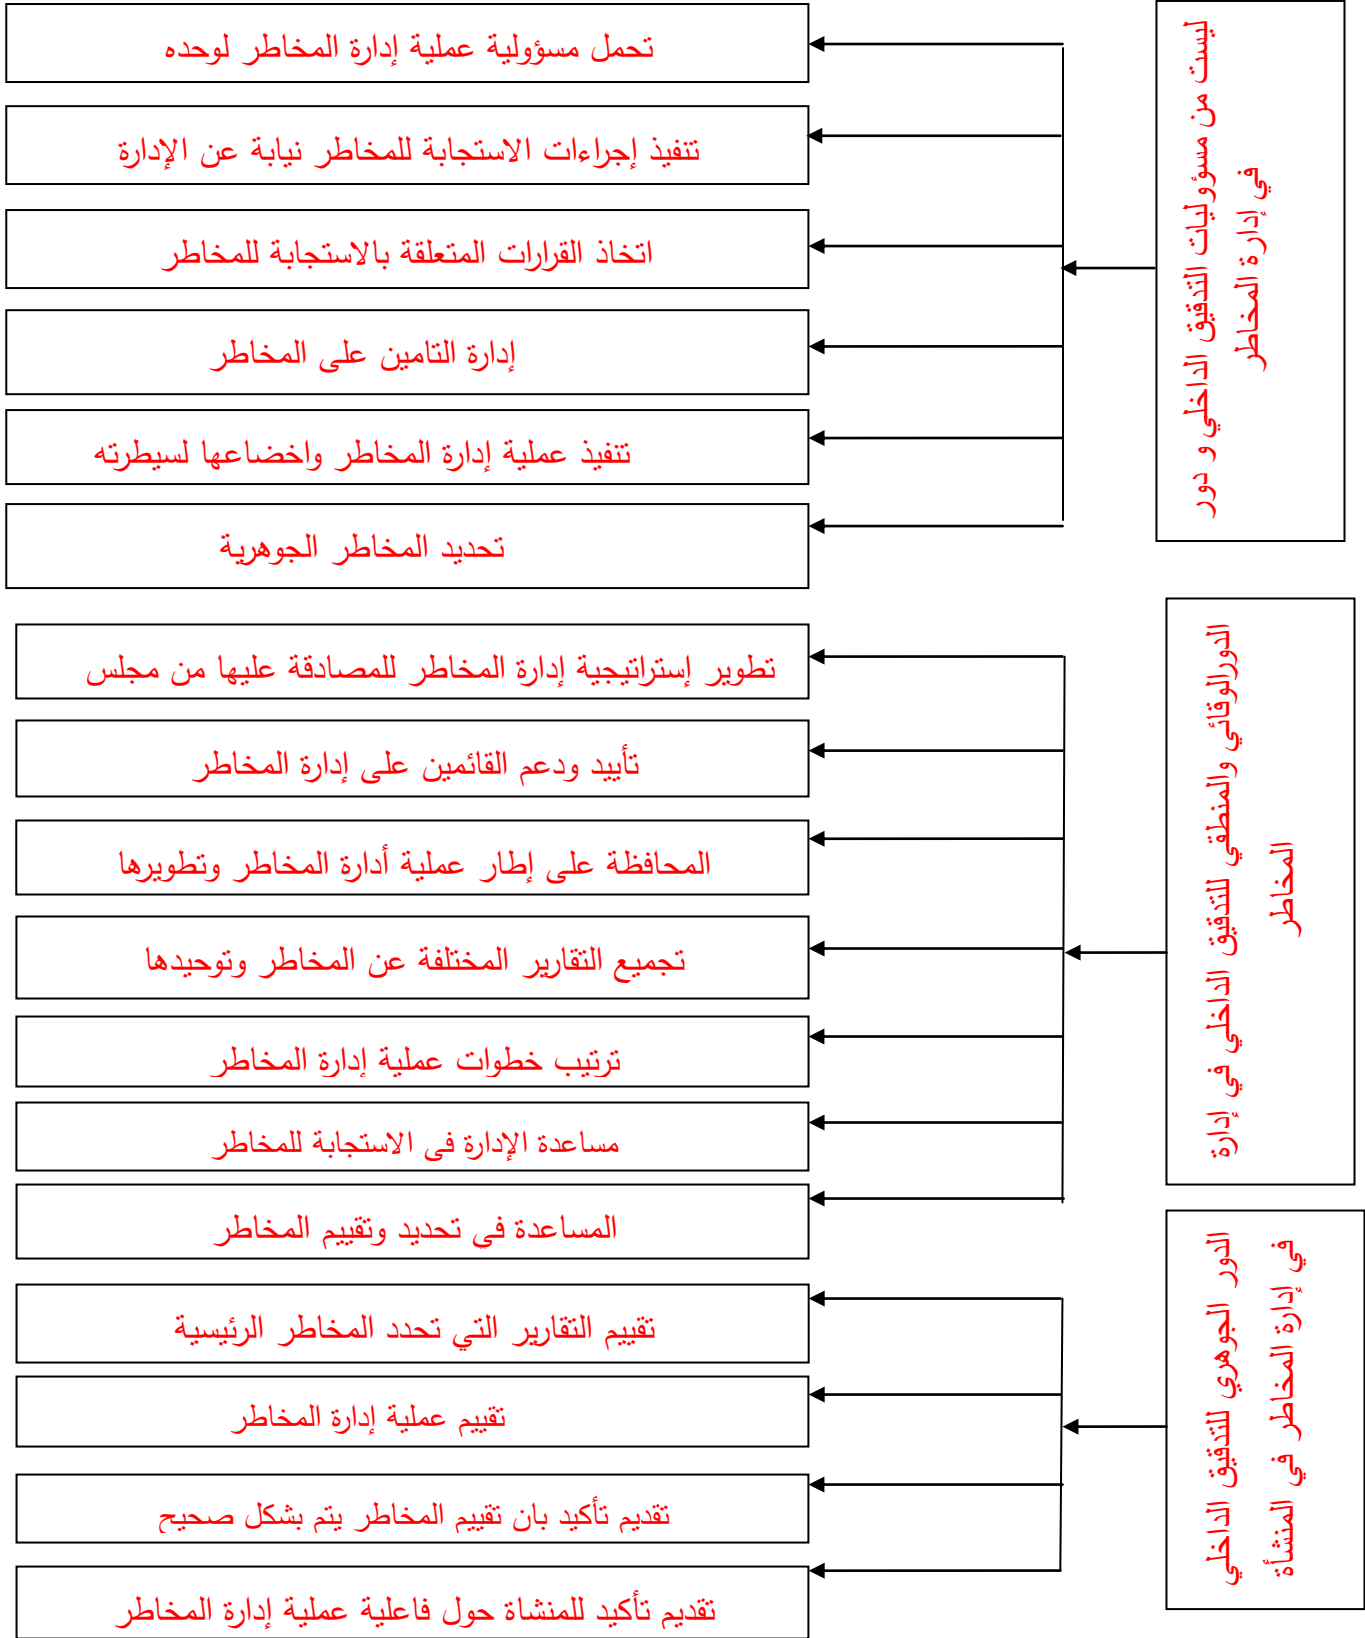 ليست من مسؤوليات التدقيق الداخلي و دور
في إدارة المخاطر
تحمل مسؤولية عملية إدارة المخاطر لوحده
تنفيذ إجراءات الاستجابة للمخاطر نيابة عن الإدارة
اتخاذ القرارات المتعلقة بالاستجابة للمخاطر
إدارة التامين على المخاطر
تنفيذ عملية إدارة المخاطر واخضاعها لسيطرته
تحديد المخاطر الجوهرية
الدورالوقائي والمنطقي للتدقيق الداخلي في إدارة
المخاطر
تطوير إستراتيجية إدارة المخاطر للمصادقة عليها من مجلس
تأييد ودعم القائمين على إدارة المخاطر
المحافظة على إطار عملية أدارة المخاطر وتطويرها
تجميع التقارير المختلفة عن المخاطر وتوحيدها
ترتيب خطوات عملية إدارة المخاطر
مساعدة الإدارة في الاستجابة للمخاطر
المساعدة في تحديد وتقييم المخاطر
الدور الجوهري للتدقيق الداخلي
في إدارة المخاطر في المنشأة
تقييم التقارير التي تحدد المخاطر الرئيسية
تقييم عملية إدارة المخاطر
تقديم تأكيد بان تقييم المخاطر يتم بشكل صحيح
تقديم تأكيد للمنشاة حول فاعلية عملية إدارة المخاطر